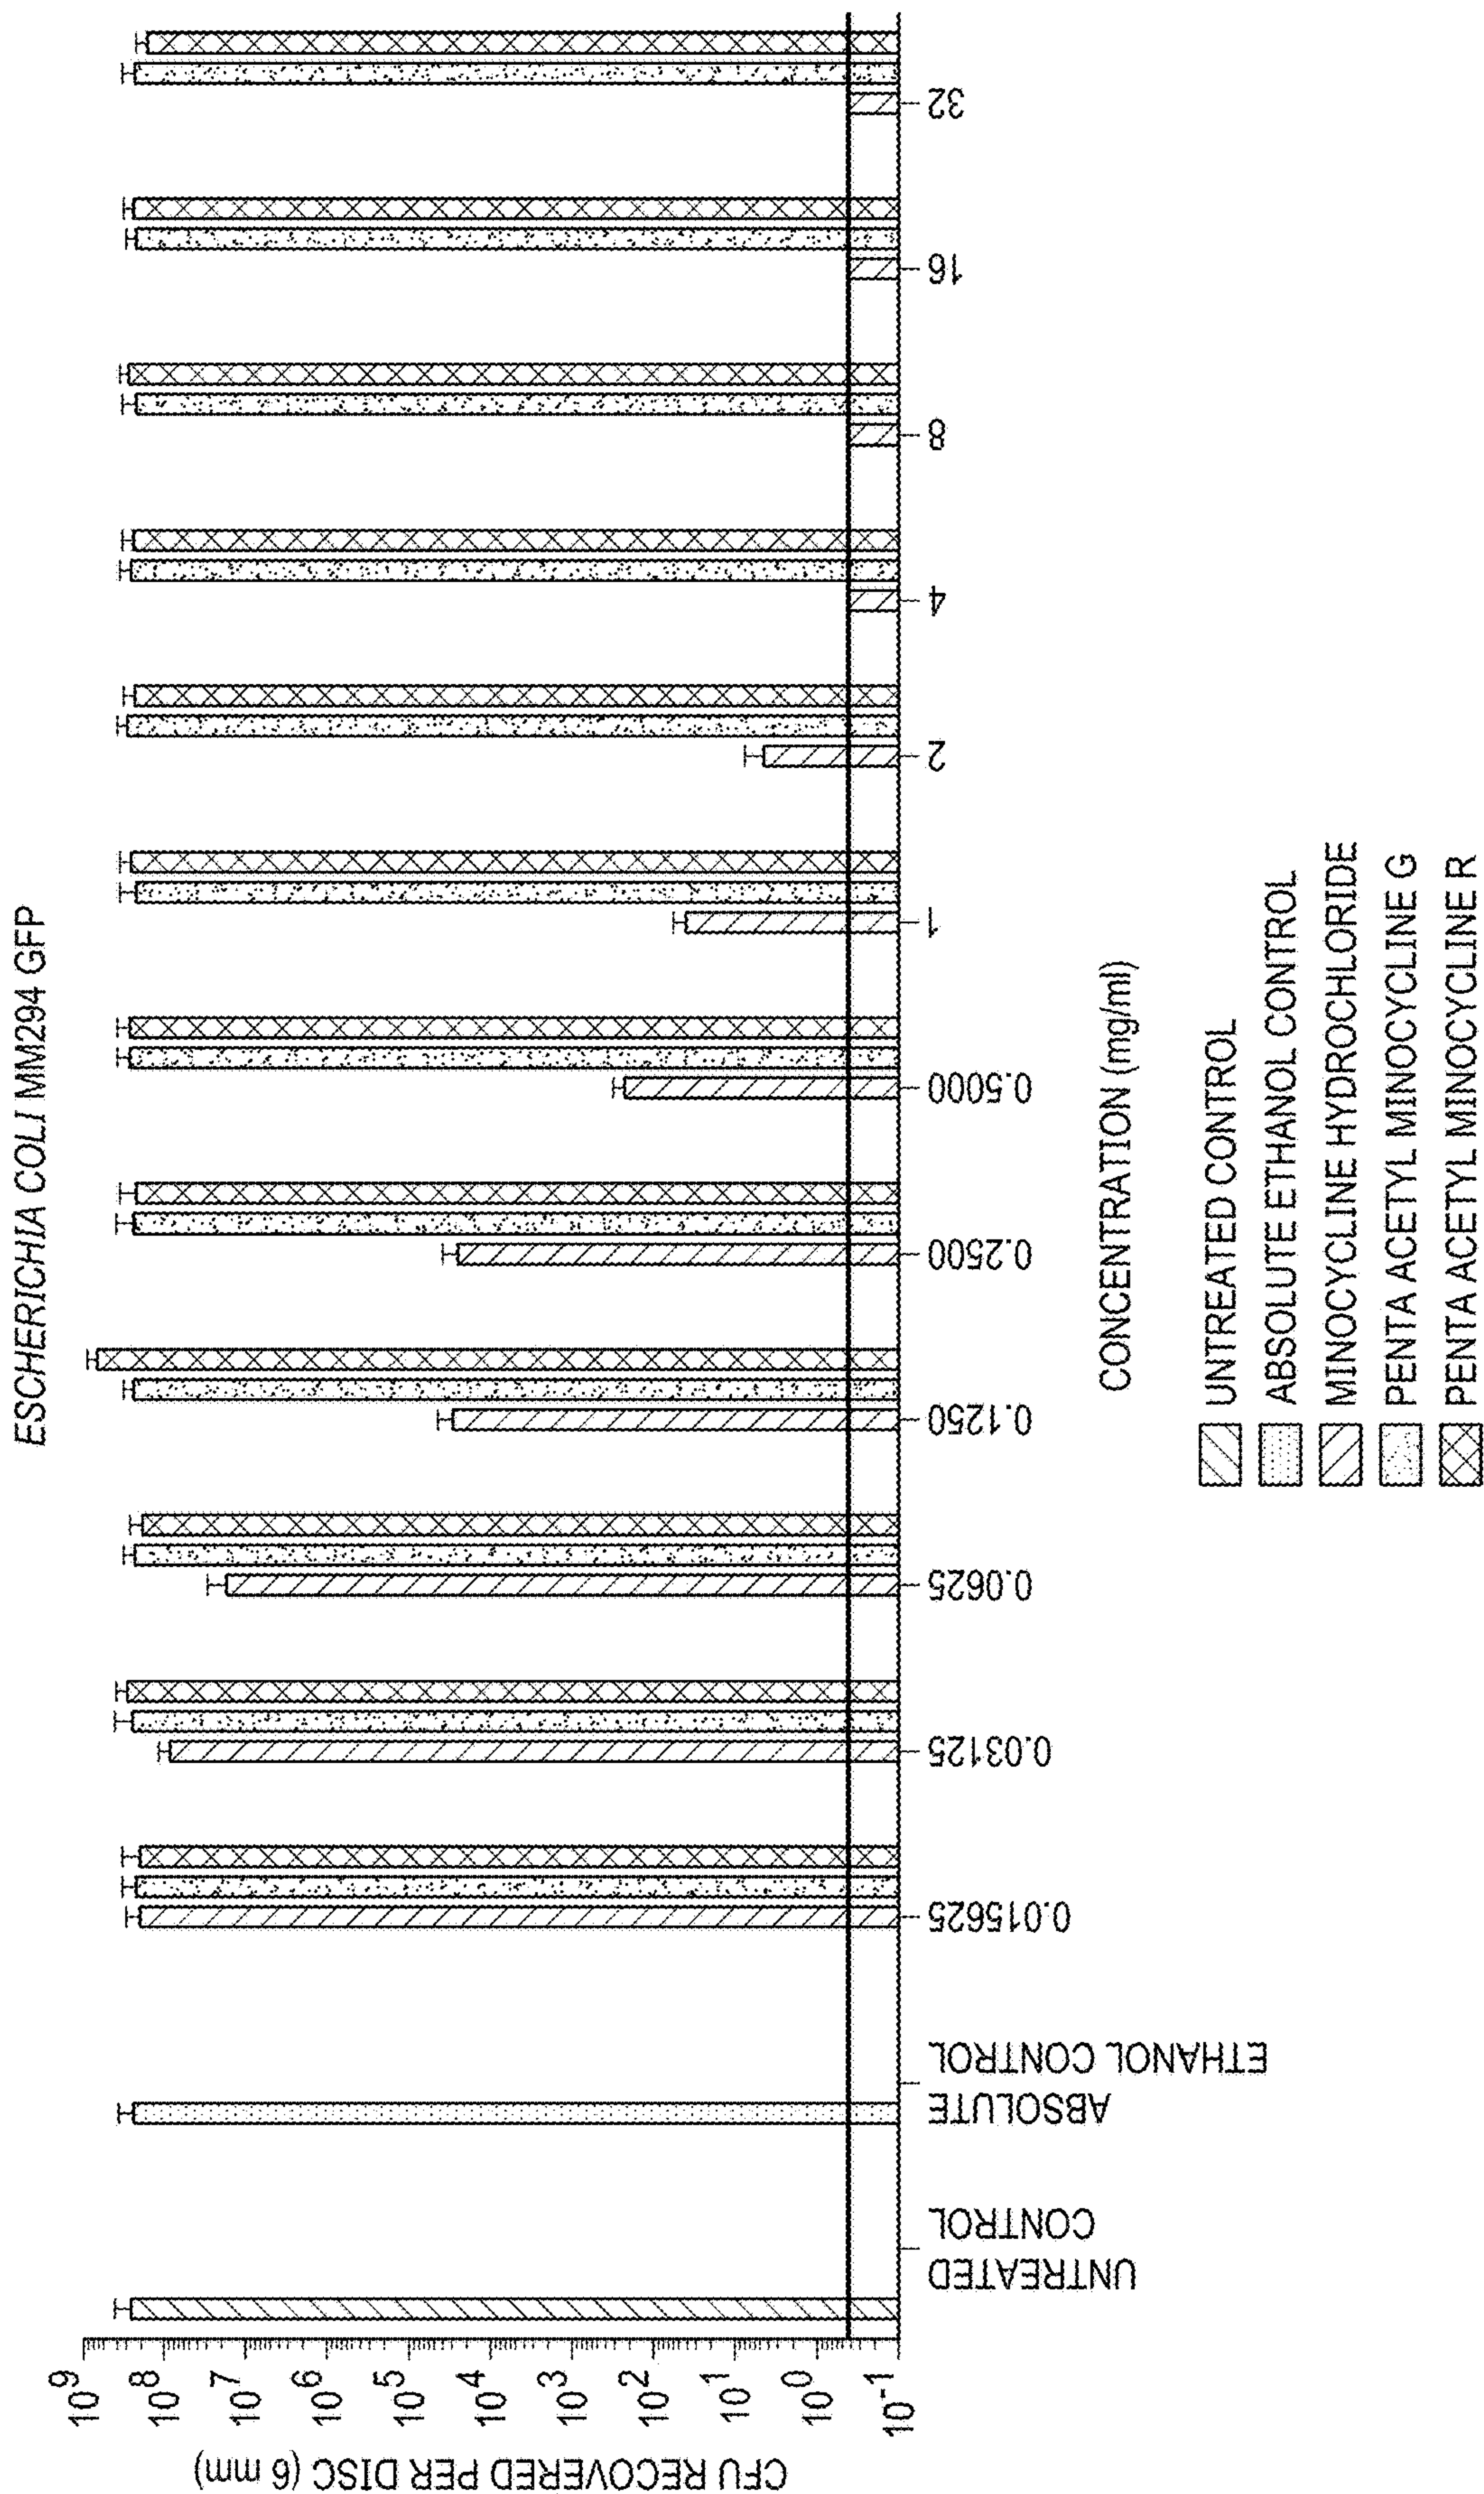 ESCHERICHIA COLI MM294 GFP
CFU RECOVERED PER DISC (6 mm)
10^9
10^8
10^7
10^6
10^5
10^4
10^3
10^2
10^1
10^0
10^-1
UNTREATED
CONTROL
ABSOLUTE
ETHANOL CONTROL
0.015625
0.03125
0.0625
0.1250
0.2500
0.5000
1
2
4
8
16
32
CONCENTRATION (mg/ml)
UNTREATED CONTROL
ABSOLUTE ETHANOL CONTROL
MINOCYCLINE HYDROCHLORIDE
PENTA ACETYL MINOCYCLINE G
PENTA ACETYL MINOCYCLINE R